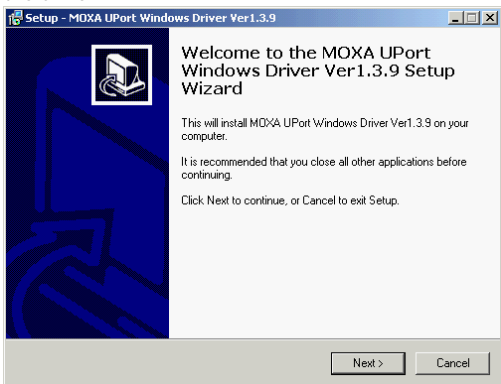 Setup - MOXA UPort Windows Driver Ver1.3.9
Welcome to the MOXA UPort
Windows Driver Ver1.3.9 Setup
Wizard
This will install MOXA UPort Windows Driver Ver1.3.9 on your
computer.
It is recommended that you close all other applications before
continuing.
Click Next to continue, or Cancel to exit Setup.
Next >
Cancel